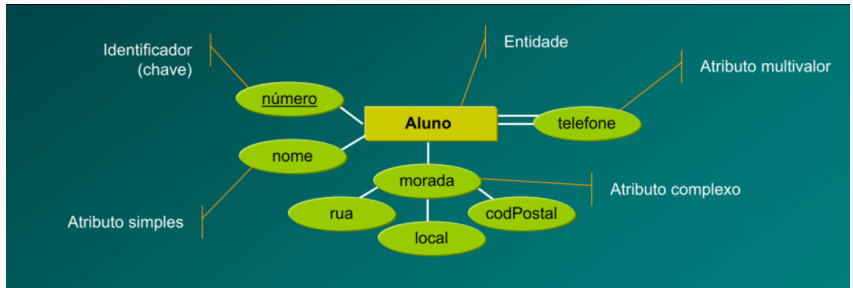 Identificador
(chave)
Entidade
Atributo multivalor
número
Aluno
telefone
nome
morada
Atributo complexo
rua
codPostal
Atributo simples
local